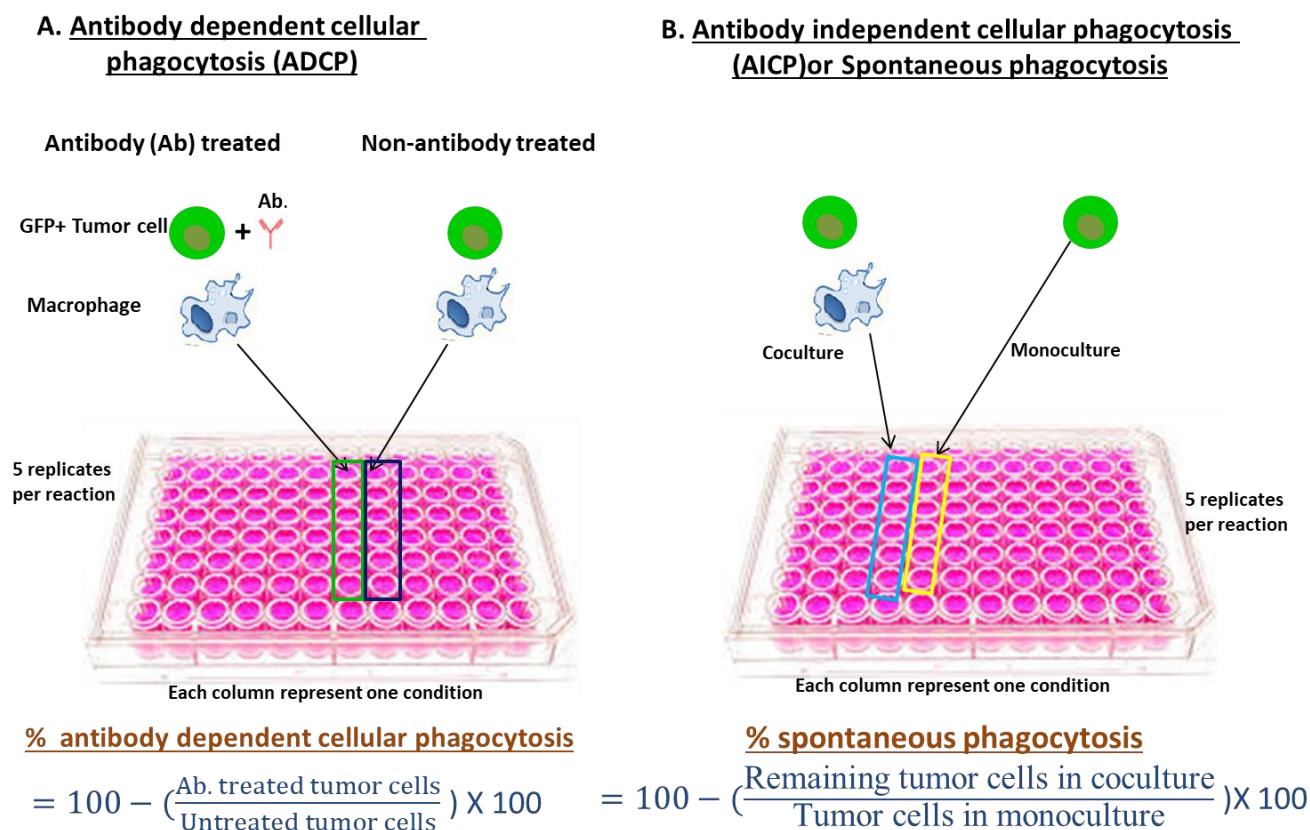 A. Antibody dependent cellular
phagocytosis (ADCP)
Antibody (Ab) treated
Non-antibody treated
GFP+ Tumor cell
+
Ab.
Macrophage
5 replicates
per reaction
Each column represent one condition
% antibody dependent cellular phagocytosis
= 100 − (Ab. treated tumor cells / Untreated tumor cells) X 100
B. Antibody independent cellular phagocytosis
(AICP)or Spontaneous phagocytosis
Coculture
Monoculture
5 replicates
per reaction
Each column represent one condition
% spontaneous phagocytosis
= 100 − (Remaining tumor cells in coculture / Tumor cells in monoculture)X 100